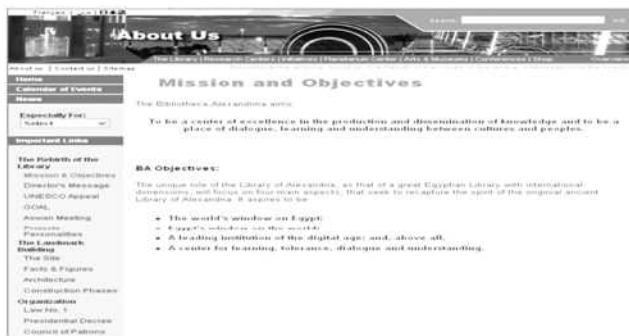 Français
Search:
About Us
The Library | Research Centers | Initiatives | Planetarium Center | Arts & Museums | Conferences | Shop
Overview
About us | Contact us | Sitemap
Home
Calendar of Events
News
Especially For:
Select
Important Links
The Rebirth of the
Library
Mission & Objectives
Director's Message
UNESCO Appeal
GOAL
Aswan Meeting
Personalities
The Landmark
Building
The Site
Facts & Figures
Architecture
Construction Phases
Organization
Law No. 1
Presidential Decree
Council of Patrons
Mission and Objectives
The Bibliotheca Alexandrina aims:
To be a center of excellence in the production and dissemination of knowledge and to be a
place of dialogue, learning and understanding between cultures and peoples.
BA Objectives:
The unique role of the Library of Alexandria, as that of a great Egyptian Library with international
dimensions, will focus on four main aspects, that seek to recapture the spirit of the original ancient
Library of Alexandria. It aspires to be:
The world's window on Egypt;
Egypt's window on the world;
A leading institution of the digital age; and, above all,
A center for learning, tolerance, dialogue and understanding.